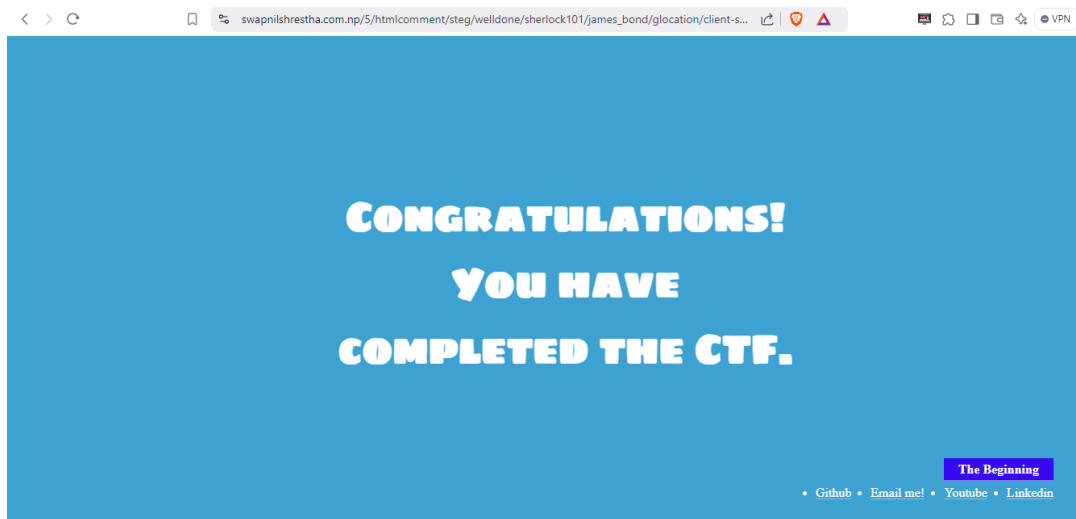 swapnilshrestha.com.np/5/htmlcomment/steg/welldone/sherlock101/james_bond/glocation/client-s...
VPN
Congratulations!
You have
completed the CTF.
The Beginning
• Github • Email me! • Youtube • Linkedin